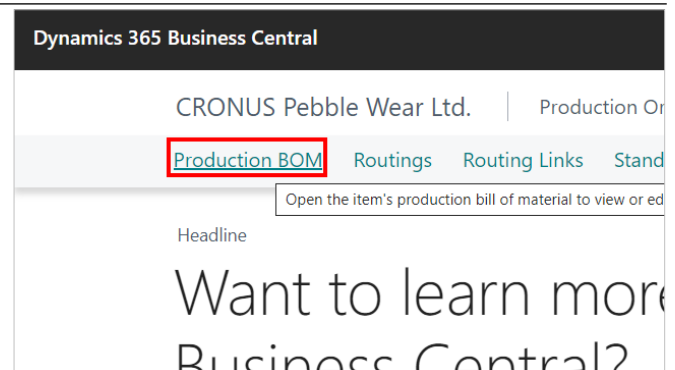 Dynamics 365 Business Central
CRONUS Pebble Wear Ltd. Production Or
Production BOM Routings Routing Links Stand
Open the item's production bill of material to view or ed
Headline
Want to learn more
Business Central?